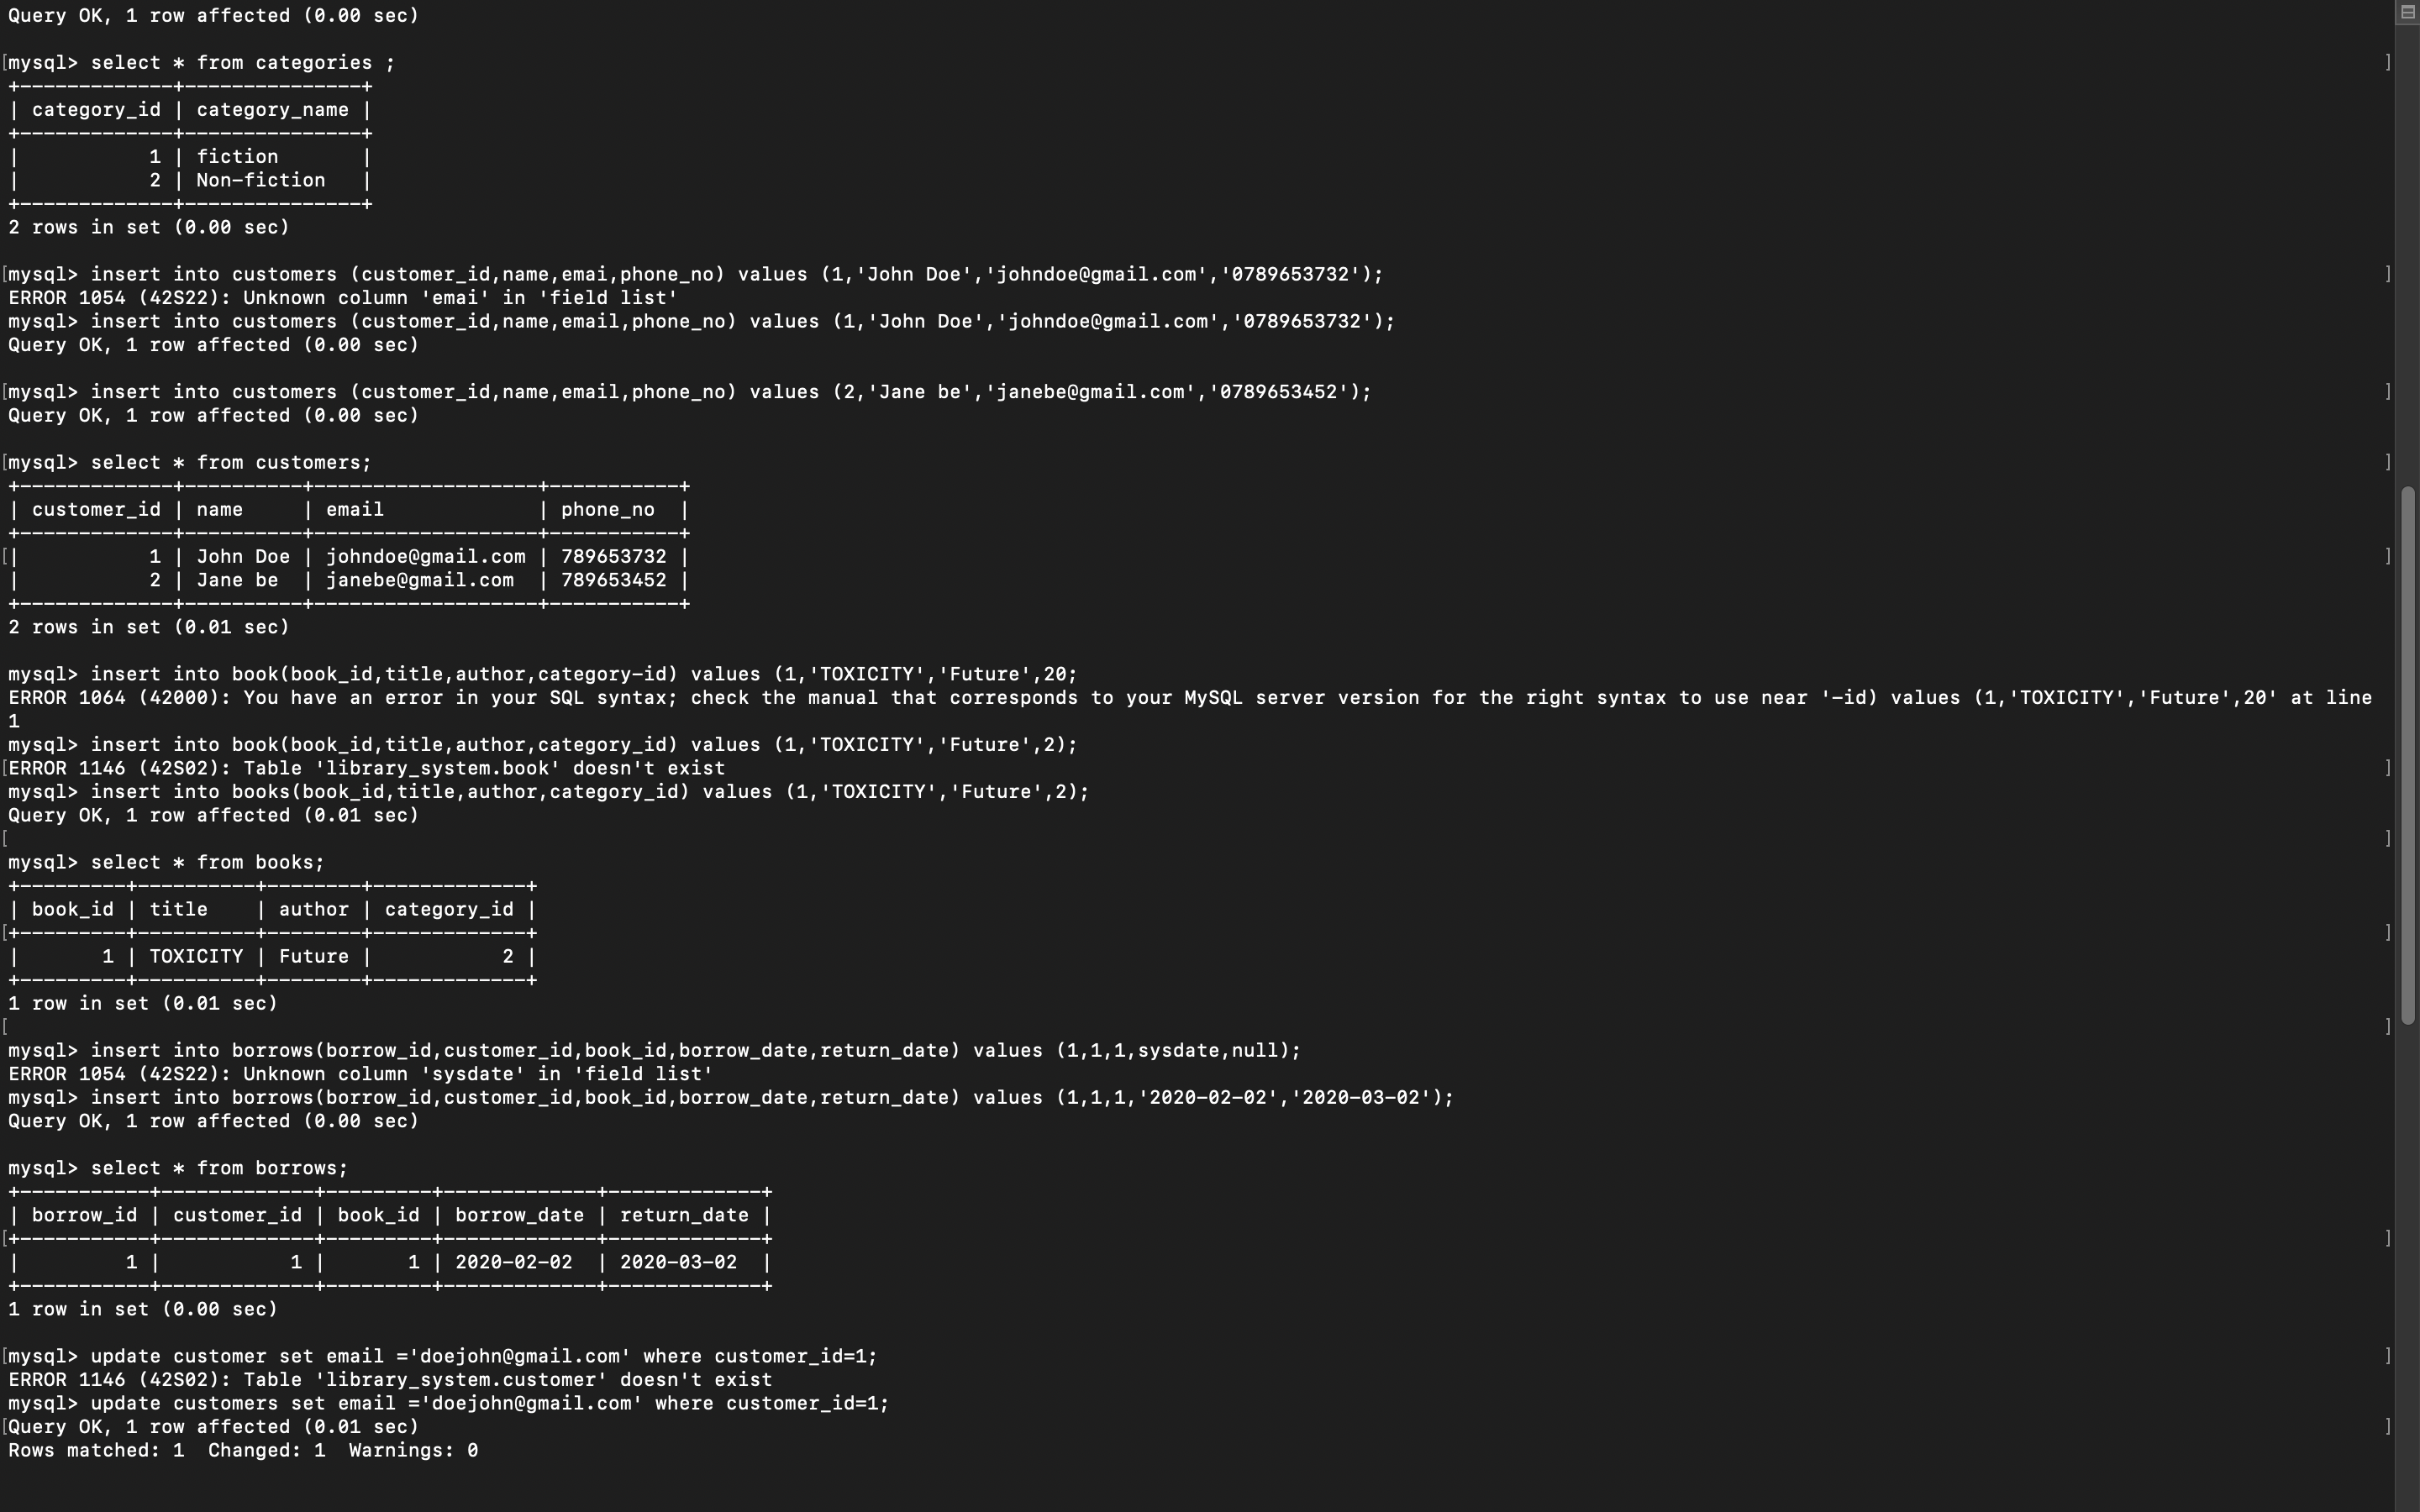 Query OK, 1 row affected (0.00 sec)

[mysql> select * from categories ; ]
+-------------+---------------+
| category_id | category_name |
+-------------+---------------+
|           1 | fiction       |
|           2 | Non-fiction   |
+-------------+---------------+
2 rows in set (0.00 sec)

[mysql> insert into customers (customer_id,name,emai,phone_no) values (1,'John Doe','johndoe@gmail.com','0789653732'); ]
ERROR 1054 (42S22): Unknown column 'emai' in 'field list'
mysql> insert into customers (customer_id,name,email,phone_no) values (1,'John Doe','johndoe@gmail.com','0789653732');
Query OK, 1 row affected (0.00 sec)

[mysql> insert into customers (customer_id,name,email,phone_no) values (2,'Jane be','janebe@gmail.com','0789653452'); ]
Query OK, 1 row affected (0.00 sec)

[mysql> select * from customers; ]
+-------------+----------+-------------------+-----------+
| customer_id | name     | email             | phone_no  |
+-------------+----------+-------------------+-----------+
[|           1 | John Doe | johndoe@gmail.com | 789653732 | ]
|           2 | Jane be  | janebe@gmail.com  | 789653452 |
+-------------+----------+-------------------+-----------+
2 rows in set (0.01 sec)

mysql> insert into book(book_id,title,author,category-id) values (1,'TOXICITY','Future',20;
ERROR 1064 (42000): You have an error in your SQL syntax; check the manual that corresponds to your MySQL server version for the right syntax to use near '-id) values (1,'TOXICITY','Future',20' at line
1
mysql> insert into book(book_id,title,author,category_id) values (1,'TOXICITY','Future',2);
[ERROR 1146 (42S02): Table 'library_system.book' doesn't exist ]
mysql> insert into books(book_id,title,author,category_id) values (1,'TOXICITY','Future',2);
Query OK, 1 row affected (0.01 sec)
[ ]
mysql> select * from books;
+---------+----------+--------+-------------+
| book_id | title    | author | category_id |
[+---------+----------+--------+-------------+ ]
|       1 | TOXICITY | Future |           2 |
+---------+----------+--------+-------------+
1 row in set (0.01 sec)
[ ]
mysql> insert into borrows(borrow_id,customer_id,book_id,borrow_date,return_date) values (1,1,1,sysdate,null);
ERROR 1054 (42S22): Unknown column 'sysdate' in 'field list'
mysql> insert into borrows(borrow_id,customer_id,book_id,borrow_date,return_date) values (1,1,1,'2020-02-02','2020-03-02');
Query OK, 1 row affected (0.00 sec)

mysql> select * from borrows;
+-----------+-------------+---------+-------------+-------------+
| borrow_id | customer_id | book_id | borrow_date | return_date |
[+-----------+-------------+---------+-------------+-------------+ ]
|         1 |           1 |       1 | 2020-02-02  | 2020-03-02  |
+-----------+-------------+---------+-------------+-------------+
1 row in set (0.00 sec)

[mysql> update customer set email ='doejohn@gmail.com' where customer_id=1; ]
ERROR 1146 (42S02): Table 'library_system.customer' doesn't exist
mysql> update customers set email ='doejohn@gmail.com' where customer_id=1;
[Query OK, 1 row affected (0.01 sec) ]
Rows matched: 1  Changed: 1  Warnings: 0